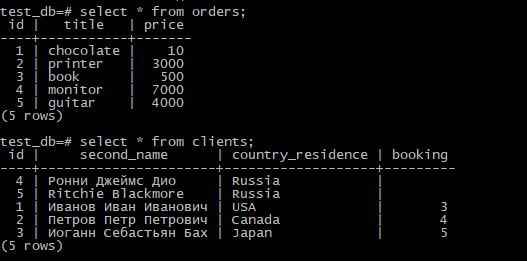 test_db=# select * from orders;
 id |   title   | price
----+-----------+-------
  1 | chocolate |    10
  2 | printer   |  3000
  3 | book      |   500
  4 | monitor   |  7000
  5 | guitar    |  4000
(5 rows)

test_db=# select * from clients;
 id |     second_name      | country_residence | booking
----+----------------------+-------------------+---------
  4 | Ронни Джеймс Дио     | Russia            |
  5 | Ritchie Blackmore    | Russia            |
  1 | Иванов Иван Иванович | USA               |       3
  2 | Петров Петр Петрович | Canada            |       4
  3 | Иоганн Себастьян Бах | Japan             |       5
(5 rows)